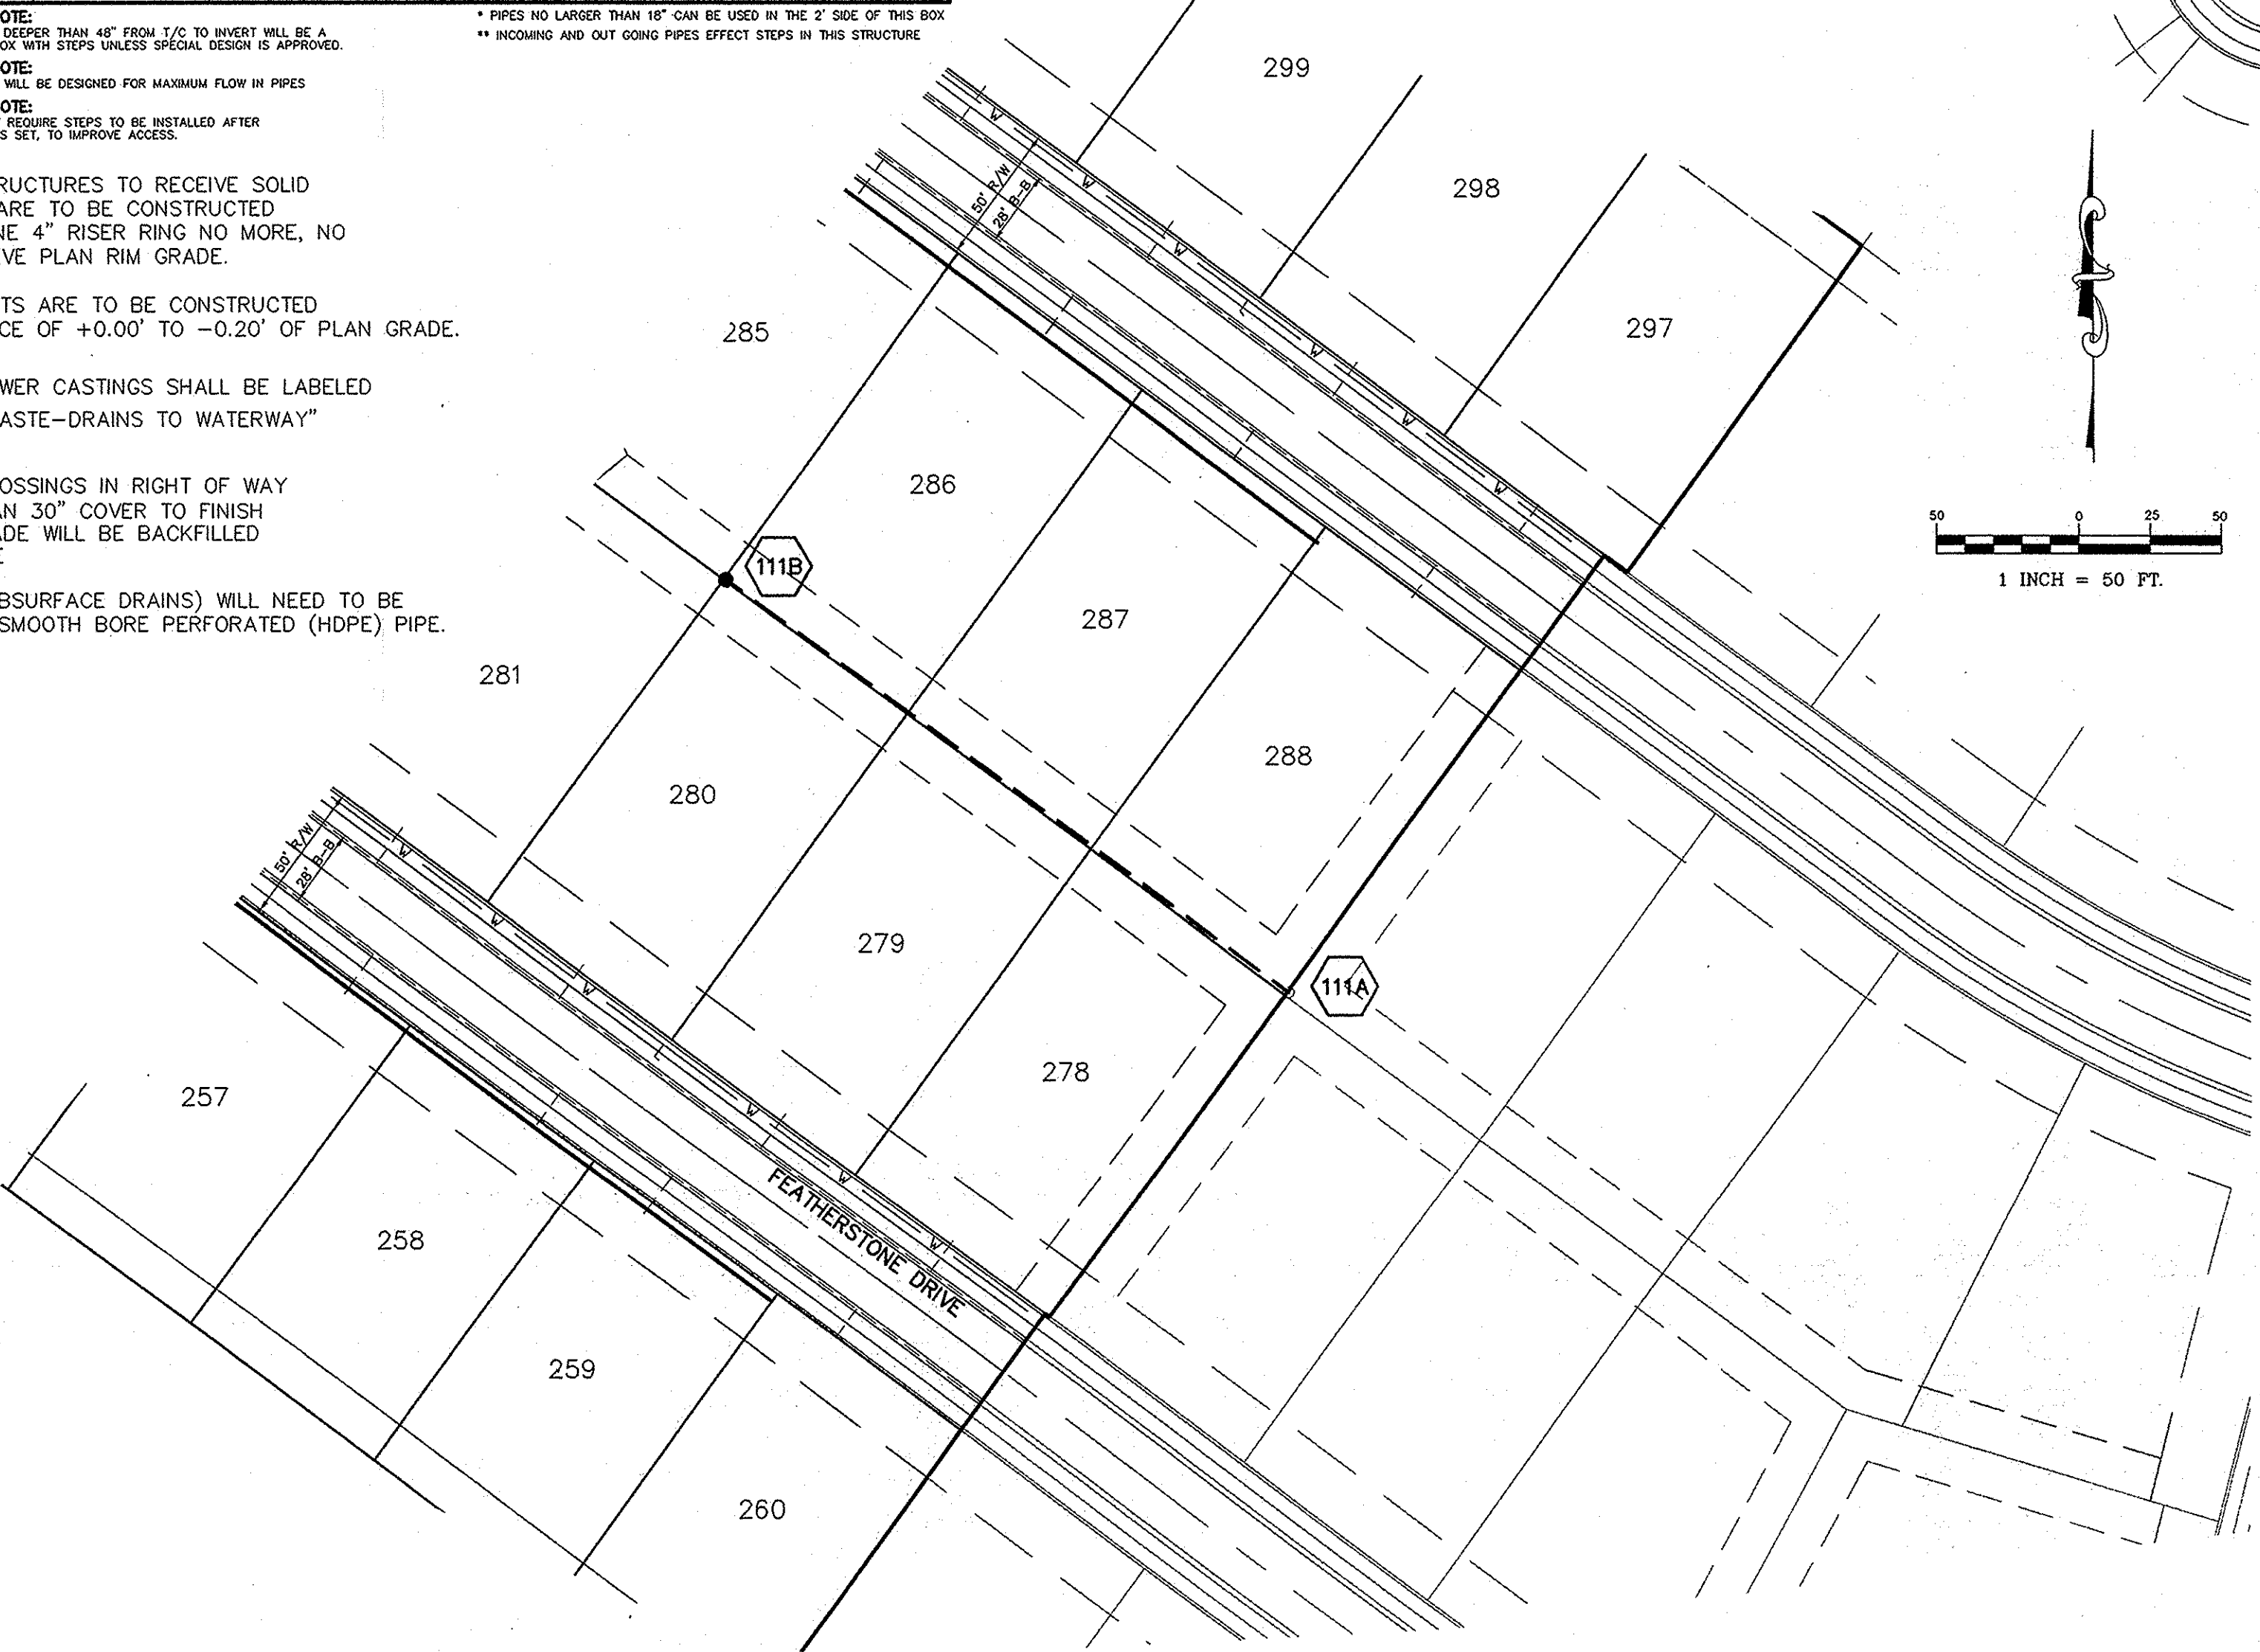 OTE:
DEEPER THAN 48" FROM T/C TO INVERT WILL BE A
OX WITH STEPS UNLESS SPECIAL DESIGN IS APPROVED.
OTE:
WILL BE DESIGNED FOR MAXIMUM FLOW IN PIPES
OTE:
REQUIRE STEPS TO BE INSTALLED AFTER
S SET, TO IMPROVE ACCESS.
* PIPES NO LARGER THAN 18" CAN BE USED IN THE 2' SIDE OF THIS BOX
** INCOMING AND OUT GOING PIPES EFFECT STEPS IN THIS STRUCTURE
RUCTURES TO RECEIVE SOLID
ARE TO BE CONSTRUCTED
NE 4" RISER RING NO MORE, NO
VE PLAN RIM GRADE.
TS ARE TO BE CONSTRUCTED
CE OF +0.00' TO -0.20' OF PLAN GRADE.
WER CASTINGS SHALL BE LABELED
ASTE-DRAINS TO WATERWAY"
OSSINGS IN RIGHT OF WAY
AN 30" COVER TO FINISH
ADE WILL BE BACKFILLED
E
BSURFACE DRAINS) WILL NEED TO BE
SMOOTH BORE PERFORATED (HDPE) PIPE.
299
298
297
W
W
W
W
W
W
W
50' R/W
28' B-B
285
286
287
288
111B
111A
50 0 25 50
1 INCH = 50 FT.
281
280
279
278
50' R/W
28' B-B
W
W
W
W
W
W
FEATHERSTONE DRIVE
257
258
259
260